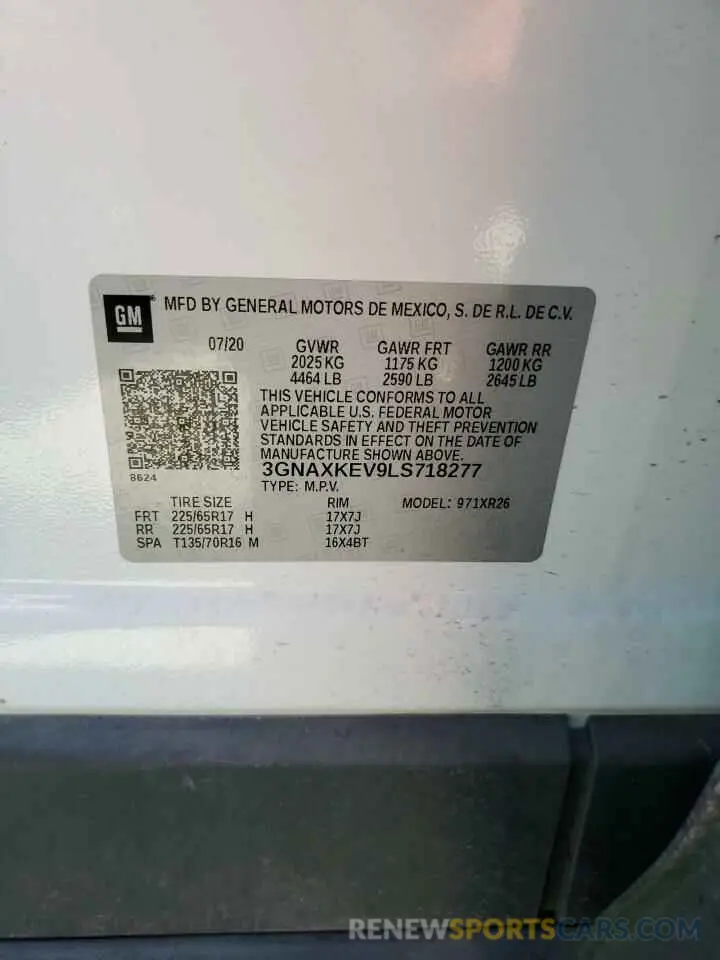 GM
MFD BY GENERAL MOTORS DE MEXICO, S. DE R.L. DE C.V.
07/20 GVWR GAWR FRT GAWR RR
2025 KG 1175 KG 1200 KG
4464 LB 2590 LB 2645 LB
THIS VEHICLE CONFORMS TO ALL
APPLICABLE U.S. FEDERAL MOTOR
VEHICLE SAFETY AND THEFT PREVENTION
STANDARDS IN EFFECT ON THE DATE OF
MANUFACTURE SHOWN ABOVE.
8624 3GNAXKEV9LS718277
TYPE: M.P.V.
TIRE SIZE RIM MODEL: 971XR26
FRT 225/65R17 H 17X7J
RR 225/65R17 H 17X7J
SPA T135/70R16 M 16X4BT
RENEWSPORTSCARS.COM